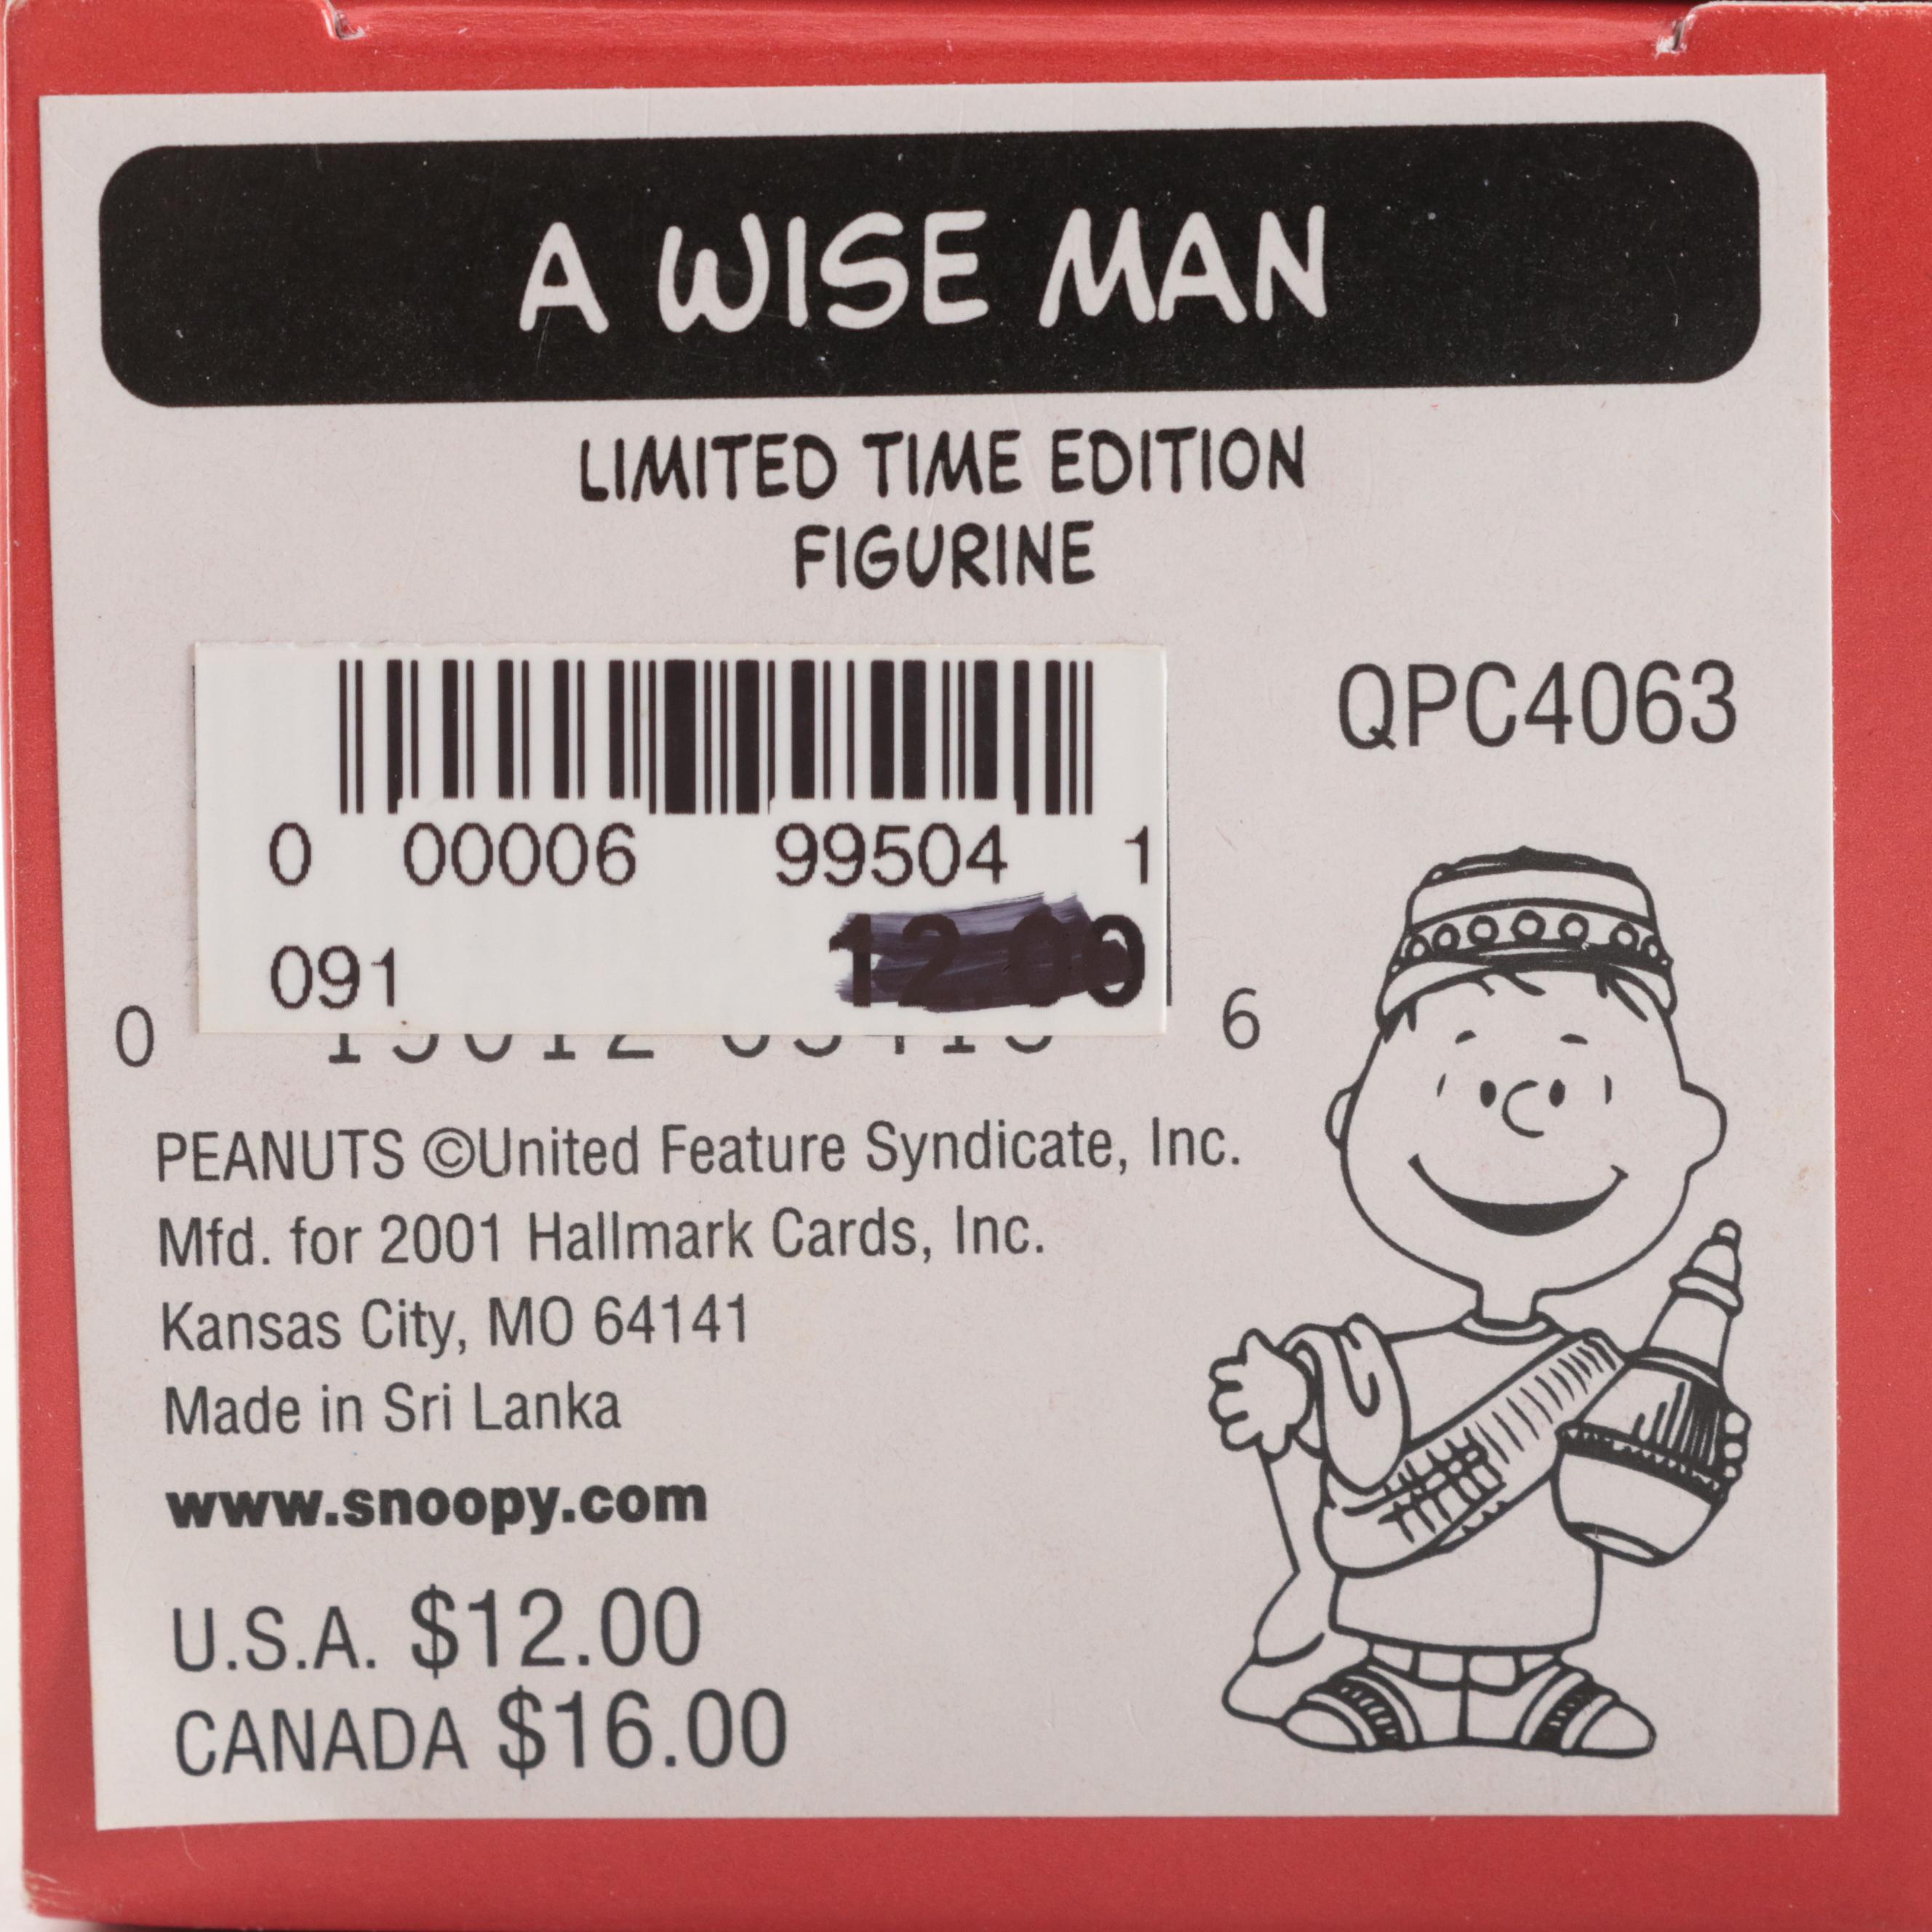 A WISE MAN
LIMITED TIME EDITION
FIGURINE
QPC4063
0 00006 99504 1
091 12.00
0 6
PEANUTS ©United Feature Syndicate, Inc.
Mfd. for 2001 Hallmark Cards, Inc.
Kansas City, MO 64141
Made in Sri Lanka
www.snoopy.com
U.S.A. $12.00
CANADA $16.00